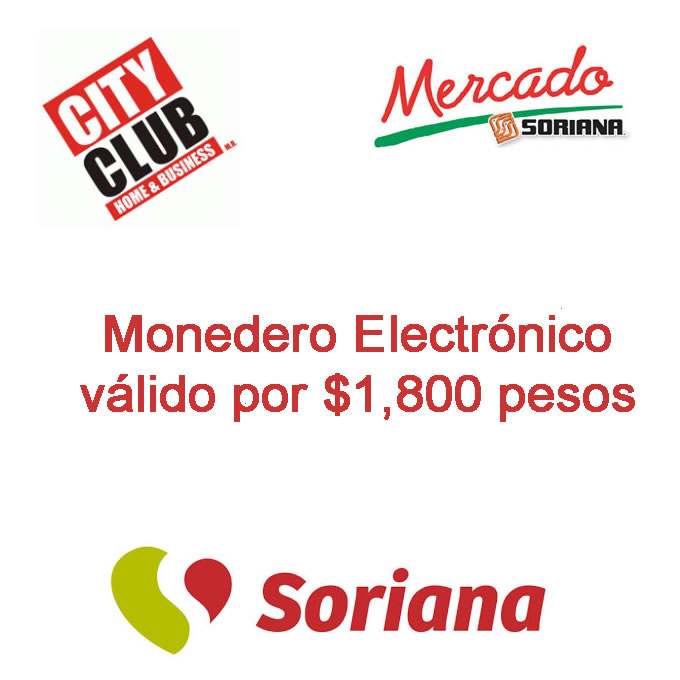 CITY
CLUB
HOME & BUSINESS
M.R.
Mercado
SORIANA
Monedero Electrónico
válido por $1,800 pesos
Soriana